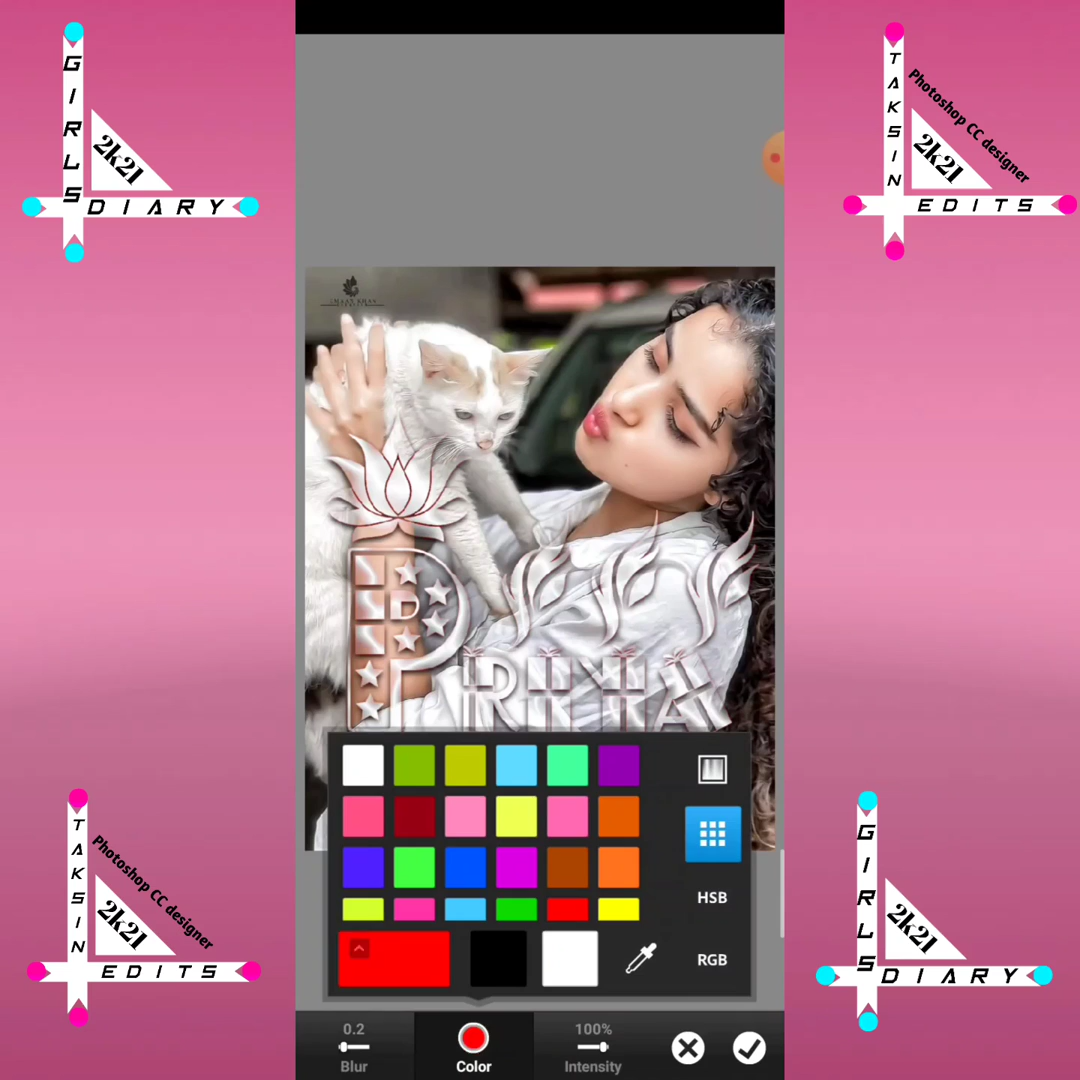 GIRLS
2k21
DIARY
TAKSIN
Photoshop CC designer
2k21
EDITS
P
PRIYA
HSB
RGB
0.2
Blur
Color
100%
Intensity
TAKSIN
Photoshop CC designer
2k21
EDITS
GIRLS
2k21
DIARY